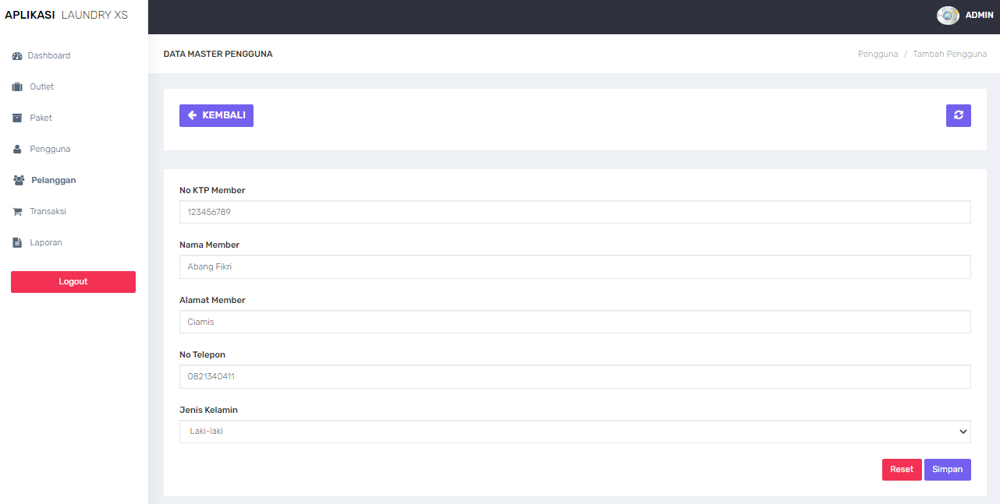 APLIKASI LAUNDRY XS
ADMIN
Dashboard
Outlet
Paket
Pengguna
Pelanggan
Transaksi
Laporan
Logout
DATA MASTER PENGGUNA
Pengguna / Tambah Pengguna
KEMBALI
No KTP Member
123456789
Nama Member
Abang Fikri
Alamat Member
Ciamis
No Telepon
0821340411
Jenis Kelamin
Laki-laki
Reset Simpan